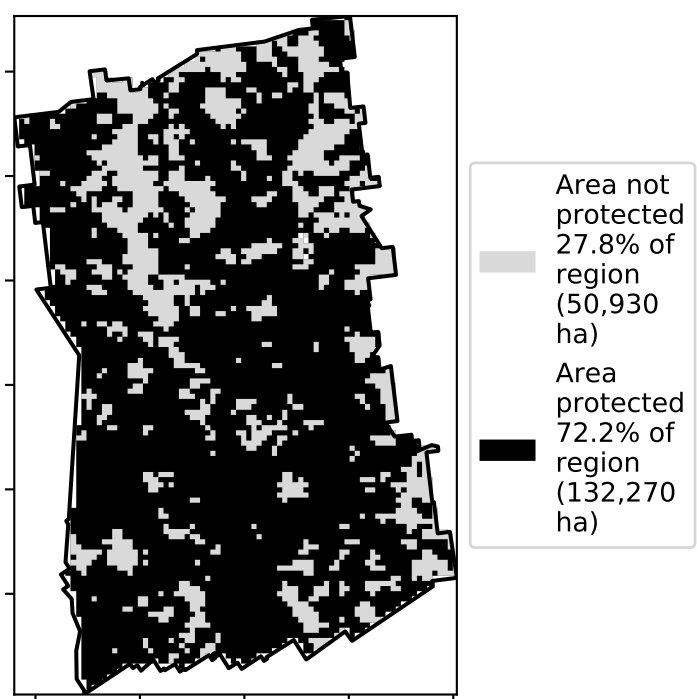 Area not
protected
27.8% of
region
(50,930
ha)
Area
protected
72.2% of
region
(132,270
ha)